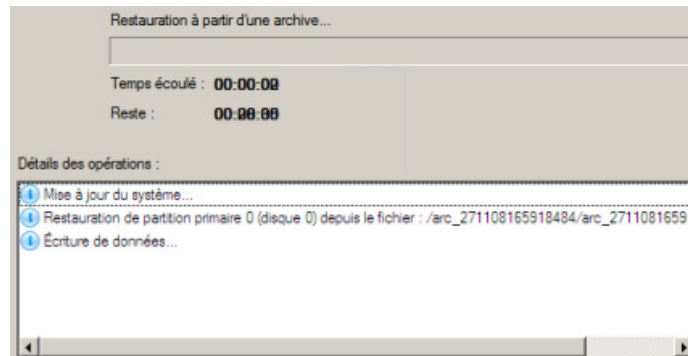 Restauration à partir d'une archive...
Temps écoulé :
Reste :
Détails des opérations :
Mise à jour du système...
Restauration de partition primaire 0 (disque 0) depuis le fichier : /arc_271108165918484/arc_2711081659
Écriture de données...